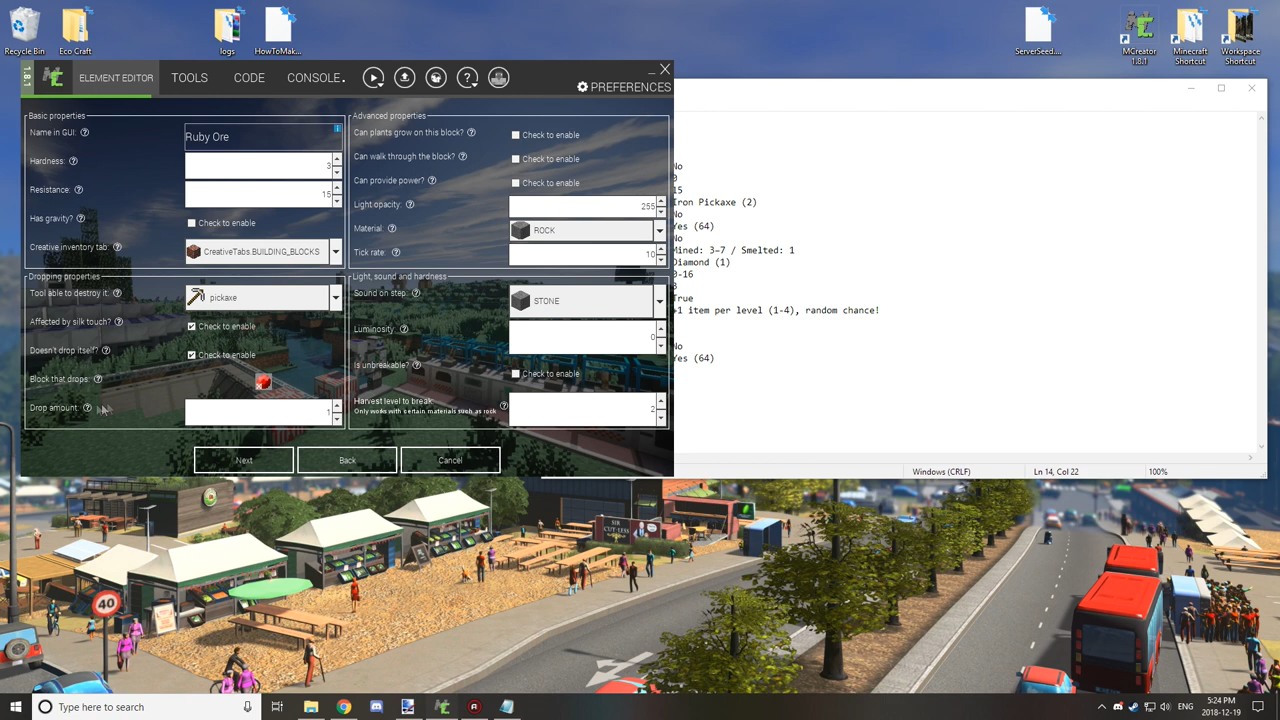 Recycle Bin
Eco Craft
logs
HowToMak...
ServerSeed....
MCreator 1.8.1
Minecraft Shortcut
Workspace Shortcut
1.8.1
ELEMENT EDITOR
TOOLS
CODE
CONSOLE.
PREFERENCES
Basic properties
Name in GUI:
Ruby Ore
Hardness:
3
Resistance:
15
Has gravity?
Check to enable
Creative inventory tab:
CreativeTabs.BUILDING_BLOCKS
Dropping properties
Tool able to destroy it:
pickaxe
Affected by silk touch?
Check to enable
Doesn't drop itself?
Check to enable
Block that drops:
Drop amount:
1
Advanced properties
Can plants grow on this block?
Check to enable
Can walk through the block?
Check to enable
Can provide power?
Check to enable
Light opacity:
255
Material:
ROCK
Tick rate:
10
Light, sound and hardness
Sound on step:
STONE
Luminosity:
0
Is unbreakable?
Check to enable
Harvest level to break:
Only works with certain materials such as rock
2
Next
Back
Cancel
No
15
Iron Pickaxe (2)
No
Yes (64)
No
Mined: 3-7 / Smelted: 1
Diamond (1)
0-16
3
True
+1 item per level (1-4), random chance!
No
Yes (64)
Windows (CRLF)
Ln 14, Col 22
100%
40
SIR
Type here to search
ENG
5:24 PM
2018-12-19